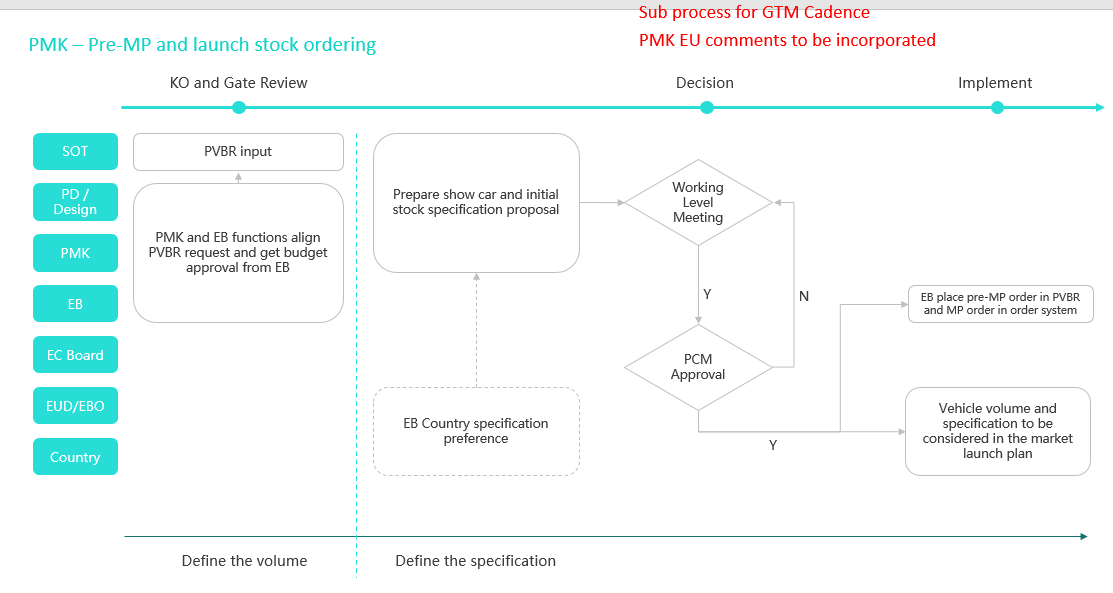 Sub process for GTM Cadence
PMK EU comments to be incorporated
PMK – Pre-MP and launch stock ordering
KO and Gate Review
Decision
Implement
SOT
PD /
Design
PMK
EB
EC Board
EUD/EBO
Country
PVBR input
PMK and EB functions align
PVBR request and get budget
approval from EB
Prepare show car and initial
stock specification proposal
EB Country specification
preference
Working
Level
Meeting
Y
N
PCM
Approval
Y
EB place pre-MP order in PVBR
and MP order in order system
Vehicle volume and
specification to be
considered in the market
launch plan
Define the volume
Define the specification